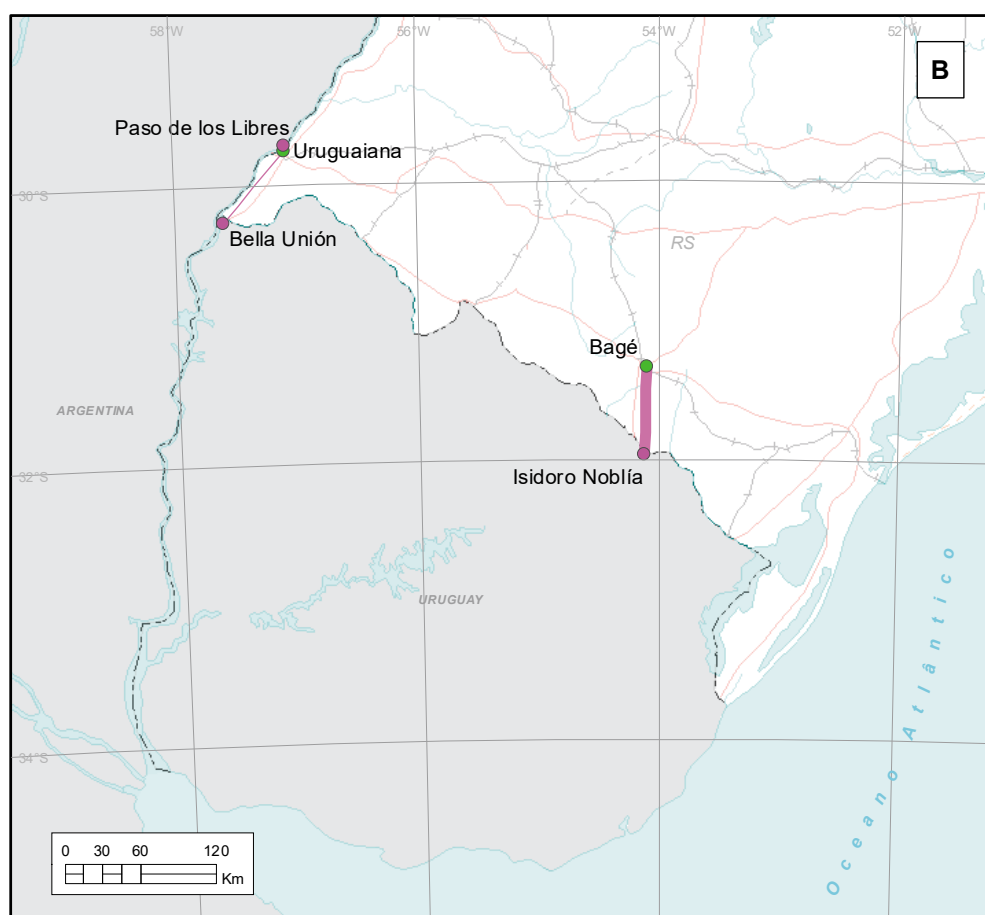 58°W
56°W
54°W
52°W
B
Paso de los Libres
Uruguaiana
30°S
Bella Unión
RS
Bagé
ARGENTINA
32°S
Isidoro Noblía
URUGUAY
Oceano Atlântico
34°S
0 30 60 120
Km